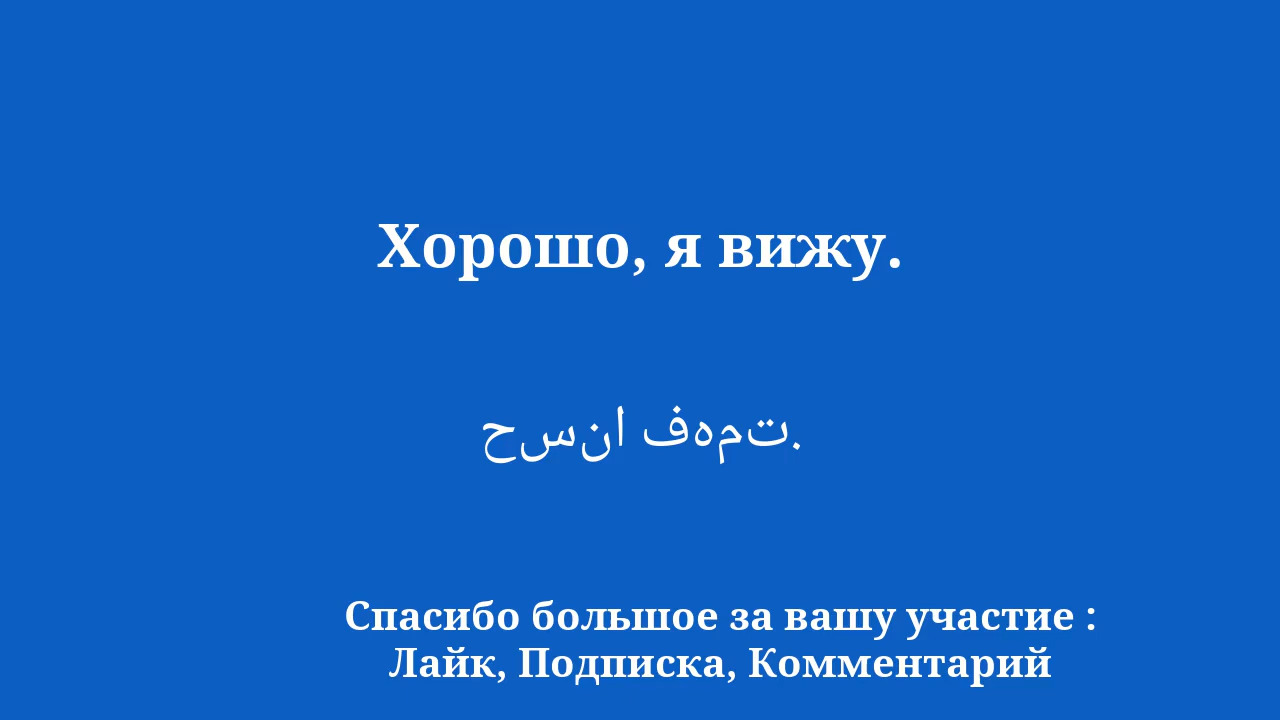 Хорошо, я вижу.
حسنا فهمت.
Спасибо большое за вашу участие :
Лайк, Подписка, Комментарий